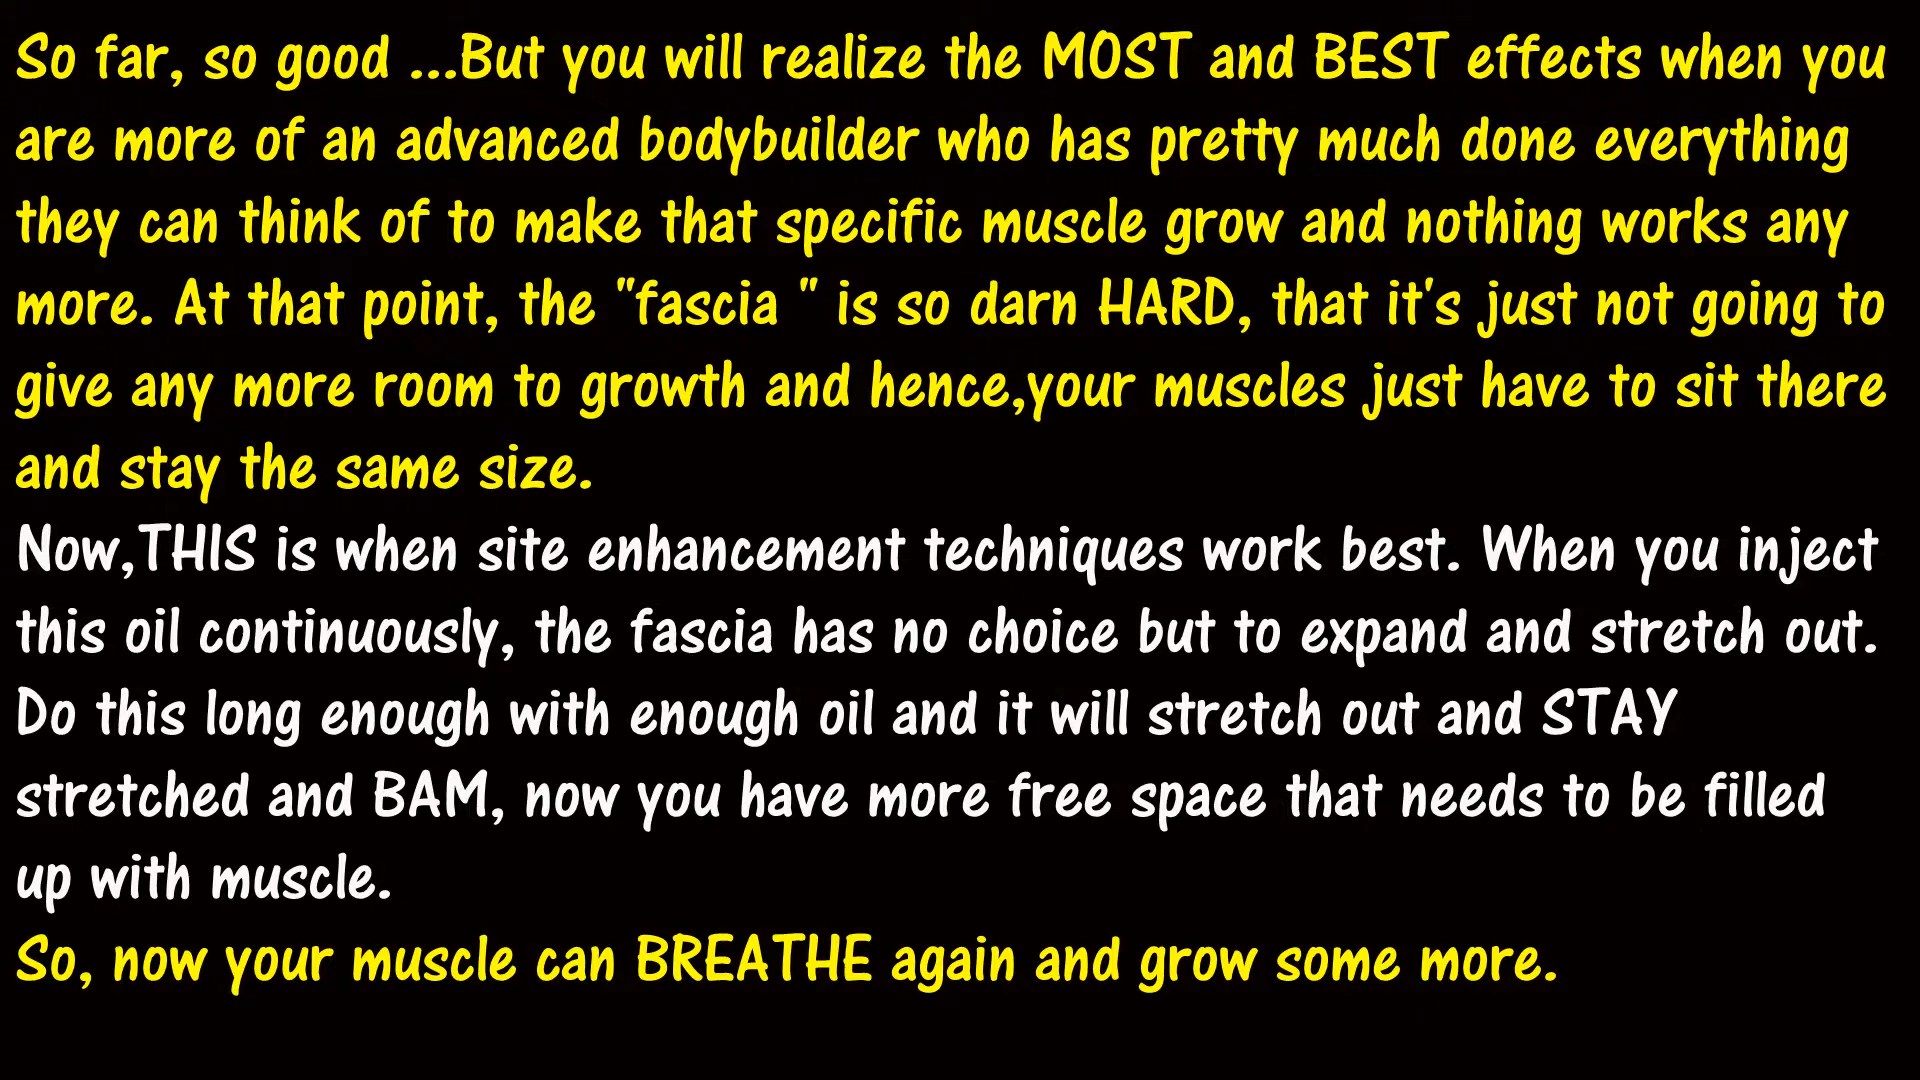 So far, so good ...But you will realize the MOST and BEST effects when you
are more of an advanced bodybuilder who has pretty much done everything
they can think of to make that specific muscle grow and nothing works any
more. At that point, the "fascia " is so darn HARD, that it's just not going to
give any more room to growth and hence,your muscles just have to sit there
and stay the same size.
Now,THIS is when site enhancement techniques work best. When you inject
this oil continuously, the fascia has no choice but to expand and stretch out.
Do this long enough with enough oil and it will stretch out and STAY
stretched and BAM, now you have more free space that needs to be filled
up with muscle.
So, now your muscle can BREATHE again and grow some more.